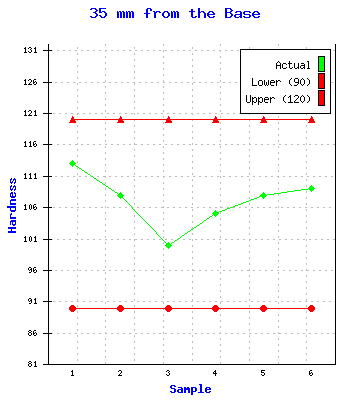 35 mm from the Base
131
126
121
116
111
106
101
96
91
86
81
Hardness
Actual
Lower (90)
Upper (120)
1 2 3 4 5 6
Sample